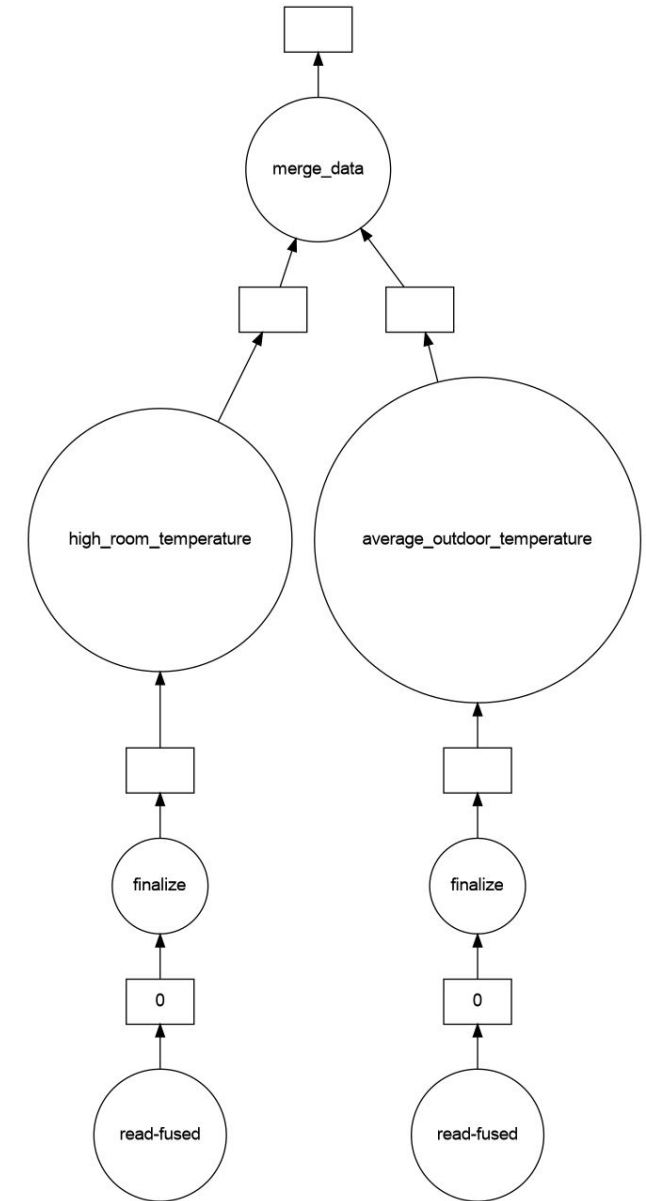 merge_data
high_room_temperature
average_outdoor_temperature
finalize
finalize
0
0
read-fused
read-fused